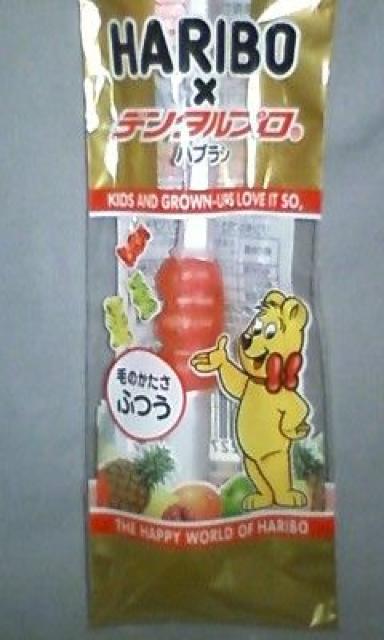 HARIBO
×
デンタルプロ®
ハブラシ
KIDS AND GROWN-UPS LOVE IT SO,
毛のかたさ
ふつう
THE HAPPY WORLD OF HARIBO